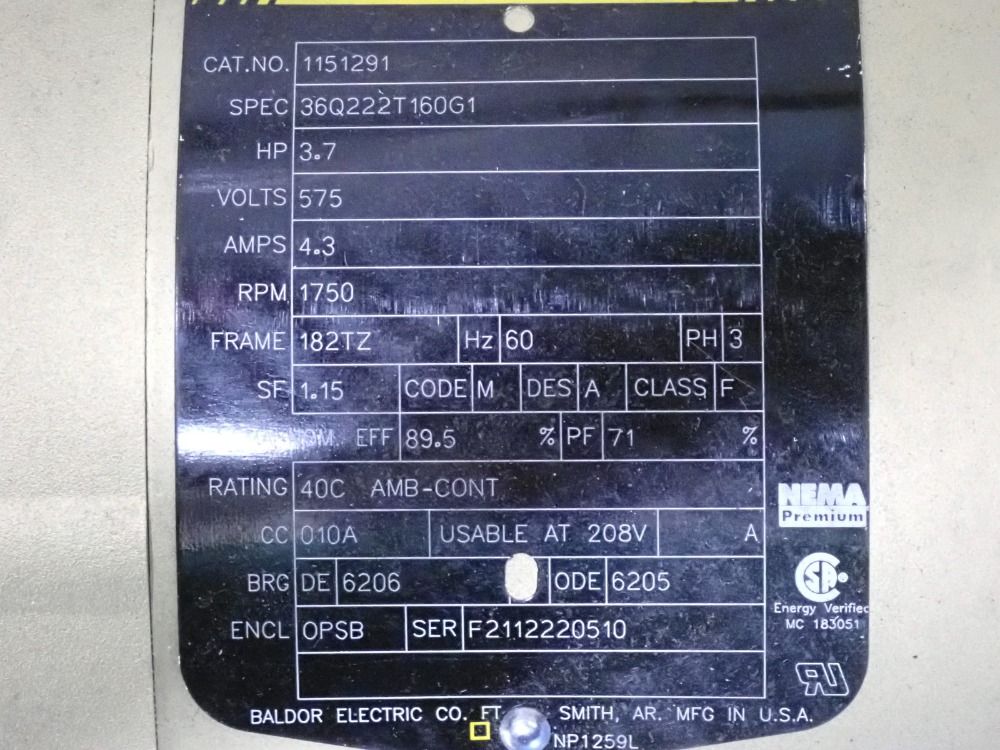 CAT.NO. 1151291
SPEC 36Q222T160G1
HP 3.7
VOLTS 575
AMPS 4.3
RPM 1750
FRAME 182TZ Hz 60 PH 3
SF 1.15 CODE M DES A CLASS F
EFF 89.5 % PF 71 %
RATING 40C AMB-CONT
CC 010A USABLE AT 208V A
BRG DE 6206 ODE 6205
ENCL OPSB SER F2112220510
NEMA
Premium
SA
Energy Verified
MC 183051
RU
BALDOR ELECTRIC CO. FT. SMITH, AR. MFG IN U.S.A.
NP1259L